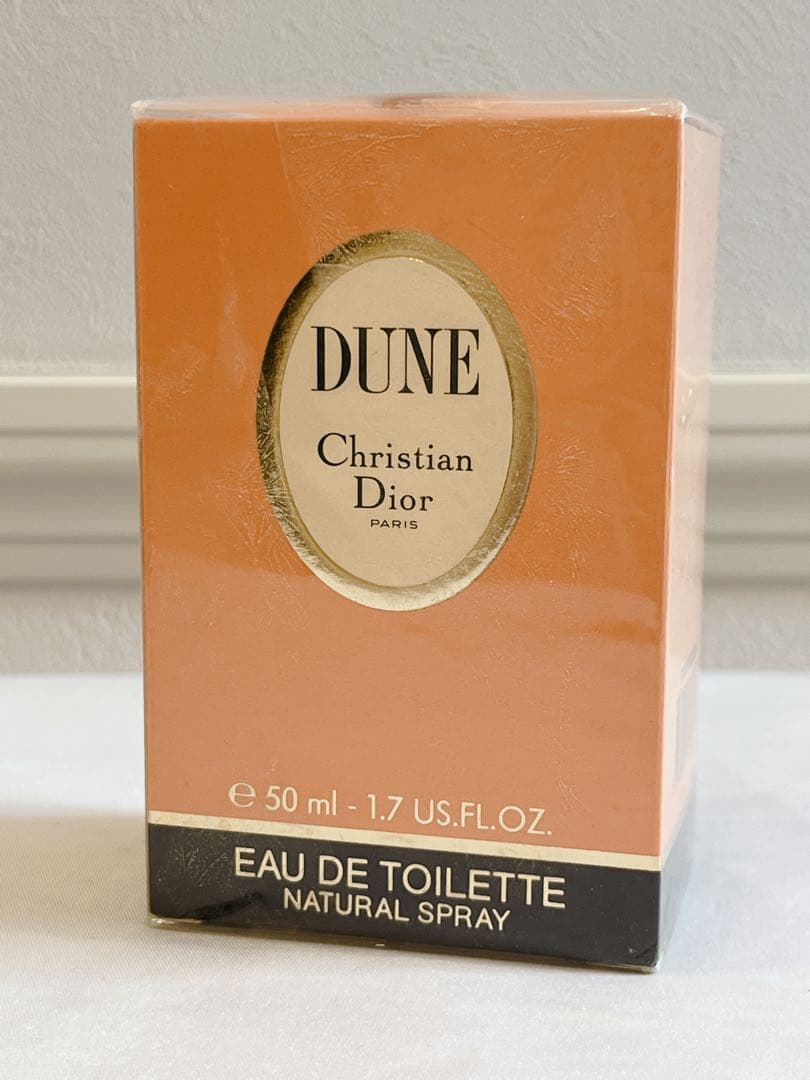 DUNE
Christian
Dior
PARIS
℮ 50 ml - 1.7 US.FL.OZ.
EAU DE TOILETTE
NATURAL SPRAY